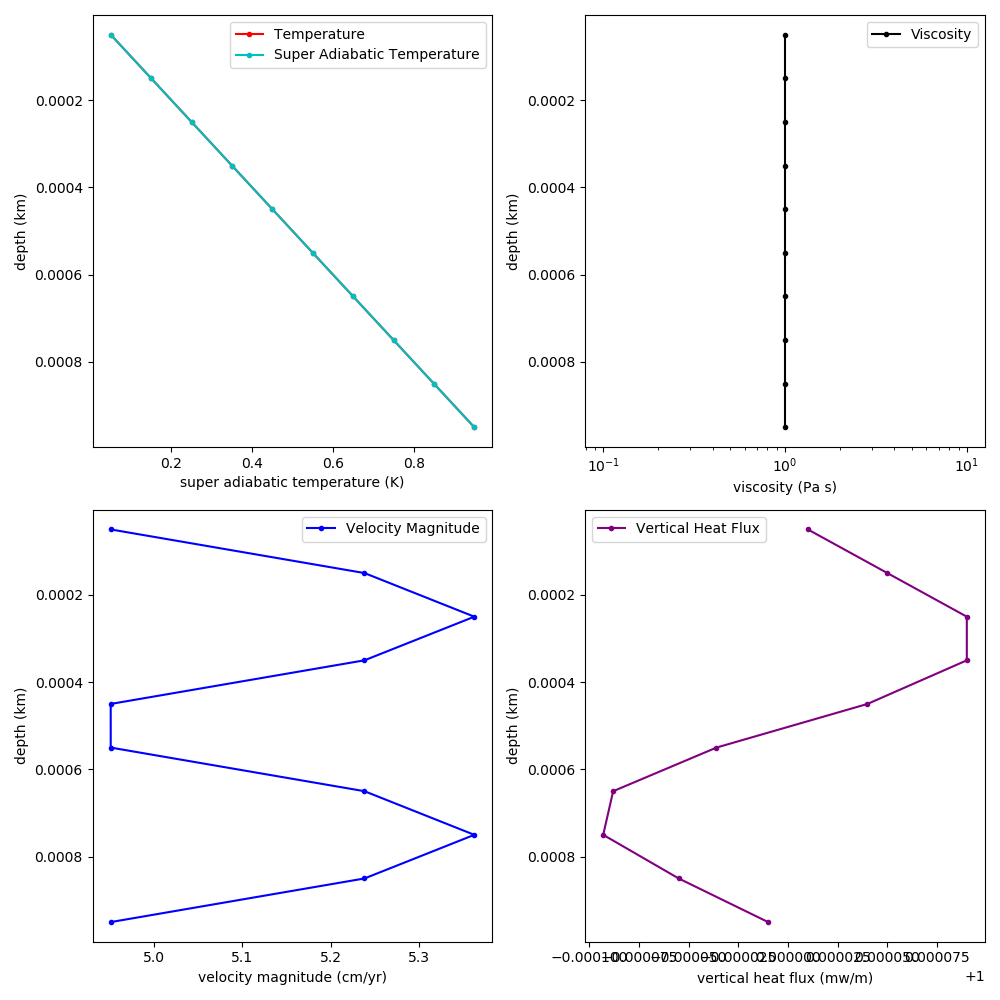 Temperature
Super Adiabatic Temperature
0.0002
0.0004
0.0006
0.0008
depth (km)
0.2 0.4 0.6 0.8
super adiabatic temperature (K)
Viscosity
0.0002
0.0004
0.0006
0.0008
depth (km)
10⁻¹ 10⁰ 10¹
viscosity (Pa s)
Velocity Magnitude
0.0002
0.0004
0.0006
0.0008
depth (km)
5.0 5.1 5.2 5.3
velocity magnitude (cm/yr)
Vertical Heat Flux
0.0002
0.0004
0.0006
0.0008
depth (km)
vertical heat flux (mw/m)
+1